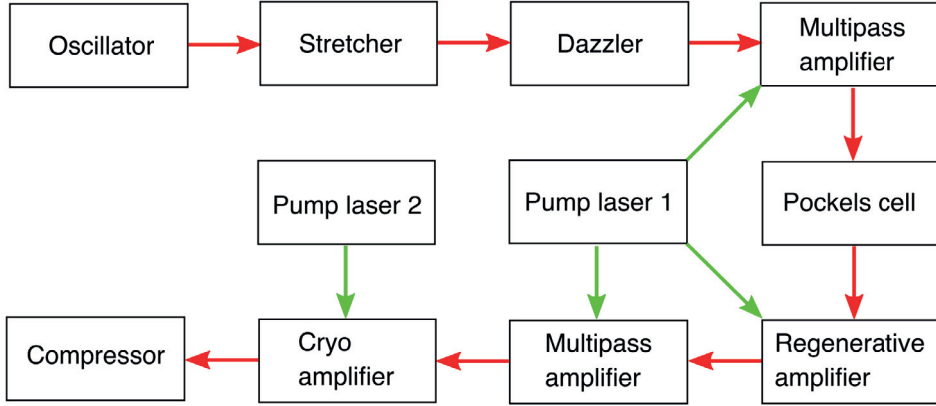 Oscillator
Stretcher
Dazzler
Multipass
amplifier
Pump laser 2
Pump laser 1
Pockels cell
Compressor
Cryo
amplifier
Multipass
amplifier
Regenerative
amplifier